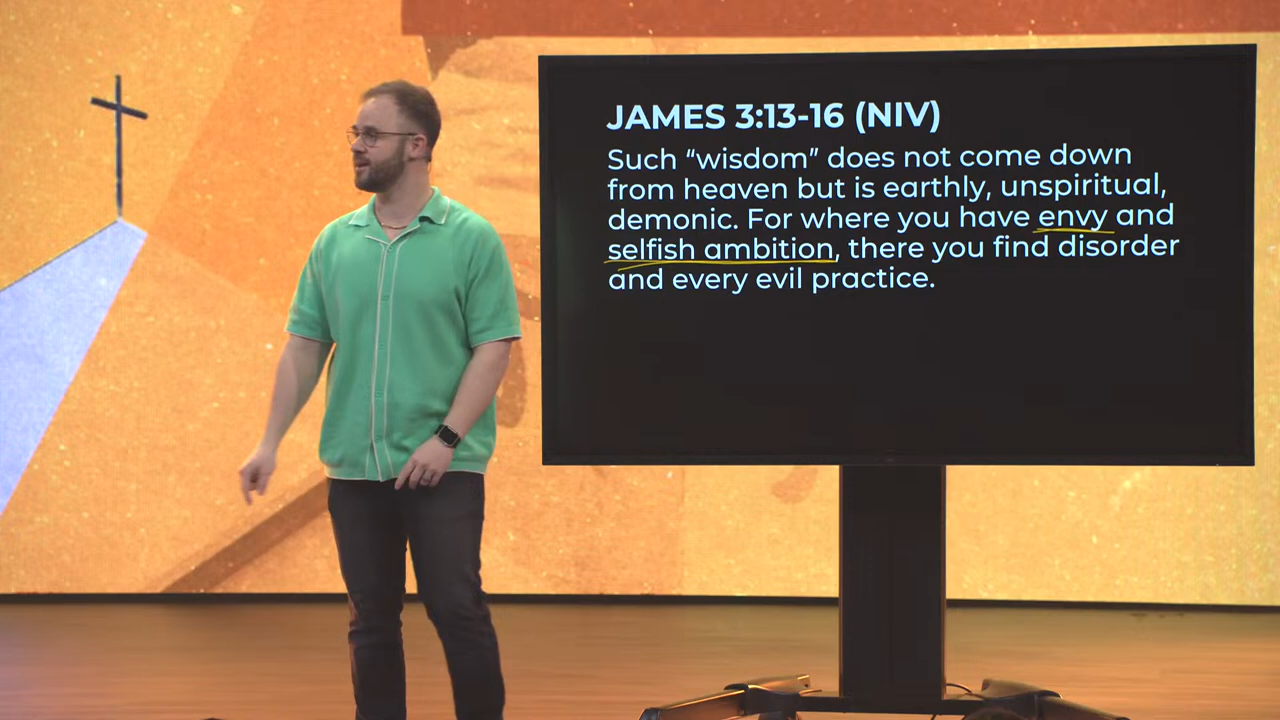 JAMES 3:13-16 (NIV)
Such “wisdom” does not come down
from heaven but is earthly, unspiritual,
demonic. For where you have envy and
selfish ambition, there you find disorder
and every evil practice.